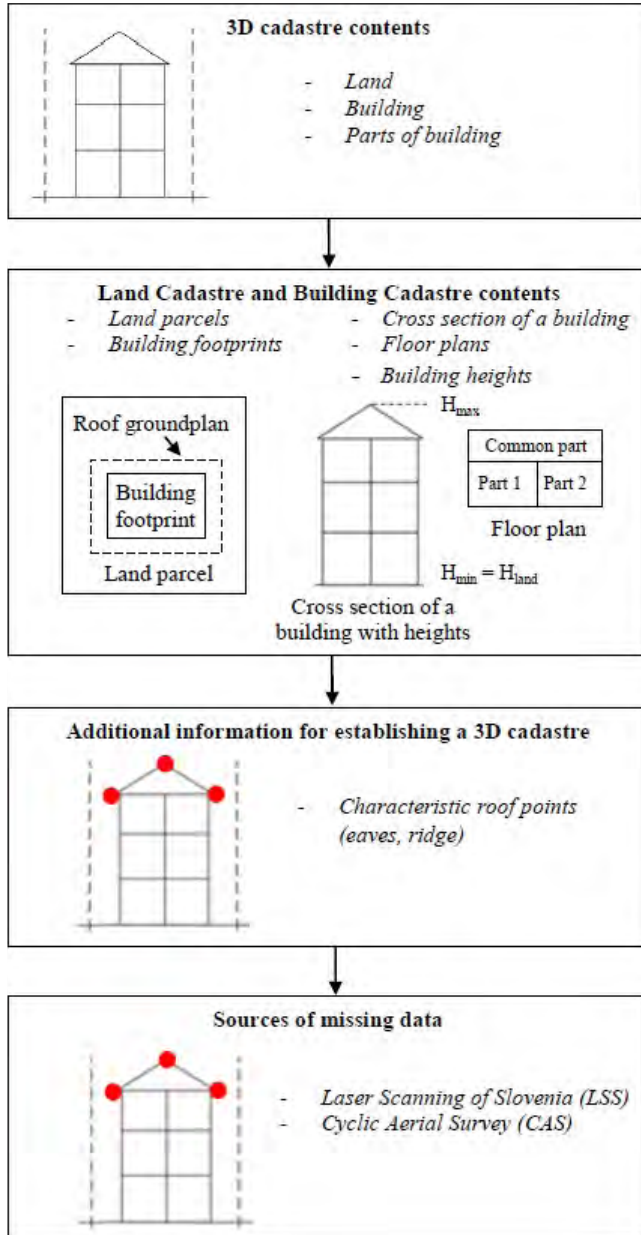 3D cadastre contents
- Land
- Building
- Parts of building
Land Cadastre and Building Cadastre contents
- Land parcels
- Building footprints
- Cross section of a building
- Floor plans
- Building heights
Roof groundplan
Building
footprint
Land parcel
Hmax
Hmin = Hland
Cross section of a
building with heights
Common part
Part 1 Part 2
Floor plan
Additional information for establishing a 3D cadastre
- Characteristic roof points
(eaves, ridge)
Sources of missing data
- Laser Scanning of Slovenia (LSS)
- Cyclic Aerial Survey (CAS)